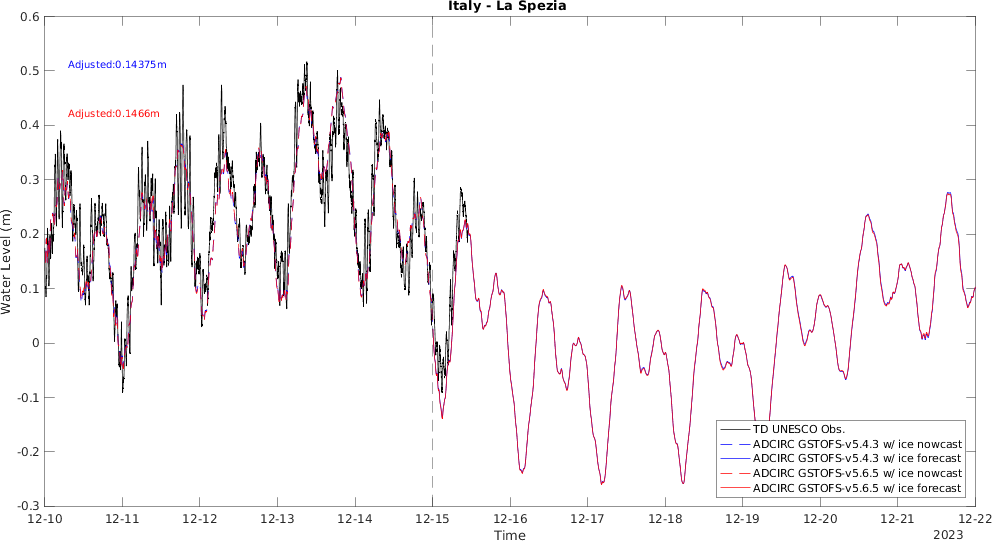 Italy - La Spezia
0.6
0.5
0.4
0.3
0.2
0.1
0
-0.1
-0.2
-0.3
Water Level (m)
Adjusted:0.14375m
Adjusted:0.1466m
TD UNESCO Obs.
ADCIRC GSTOFS-v5.4.3 w/ ice nowcast
ADCIRC GSTOFS-v5.4.3 w/ ice forecast
ADCIRC GSTOFS-v5.6.5 w/ ice nowcast
ADCIRC GSTOFS-v5.6.5 w/ ice forecast
12-10 12-11 12-12 12-13 12-14 12-15 12-16 12-17 12-18 12-19 12-20 12-21 12-22
Time
2023